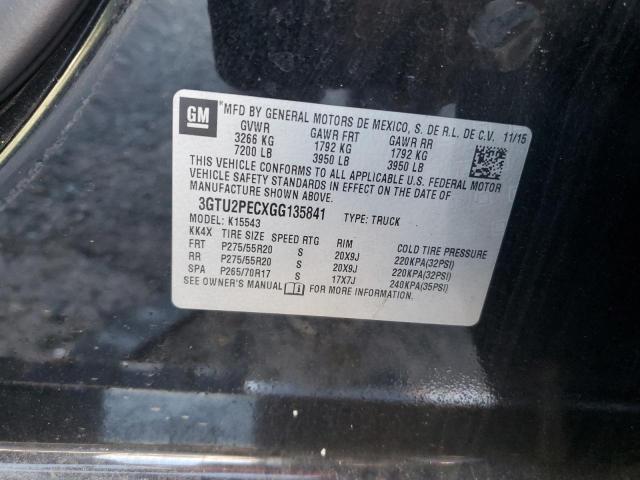 GM *MFD BY GENERAL MOTORS DE MEXICO, S. DE R.L. DE C.V. 11/15
GVWR GAWR FRT GAWR RR
3266 KG 1792 KG 1792 KG
7200 LB 3950 LB 3950 LB
THIS VEHICLE CONFORMS TO ALL APPLICABLE U.S. FEDERAL MOTOR
VEHICLE SAFETY STANDARDS IN EFFECT ON THE DATE OF
MANUFACTURE SHOWN ABOVE.
3GTU2PECXGG135841 TYPE: TRUCK
MODEL: K15543
KK4X TIRE SIZE SPEED RTG RIM COLD TIRE PRESSURE
FRT P275/55R20 S 20X9J 220KPA(32PSI)
RR P275/55R20 S 20X9J 220KPA(32PSI)
SPA P265/70R17 S 17X7J 240KPA(35PSI)
SEE OWNER'S MANUAL FOR MORE INFORMATION.